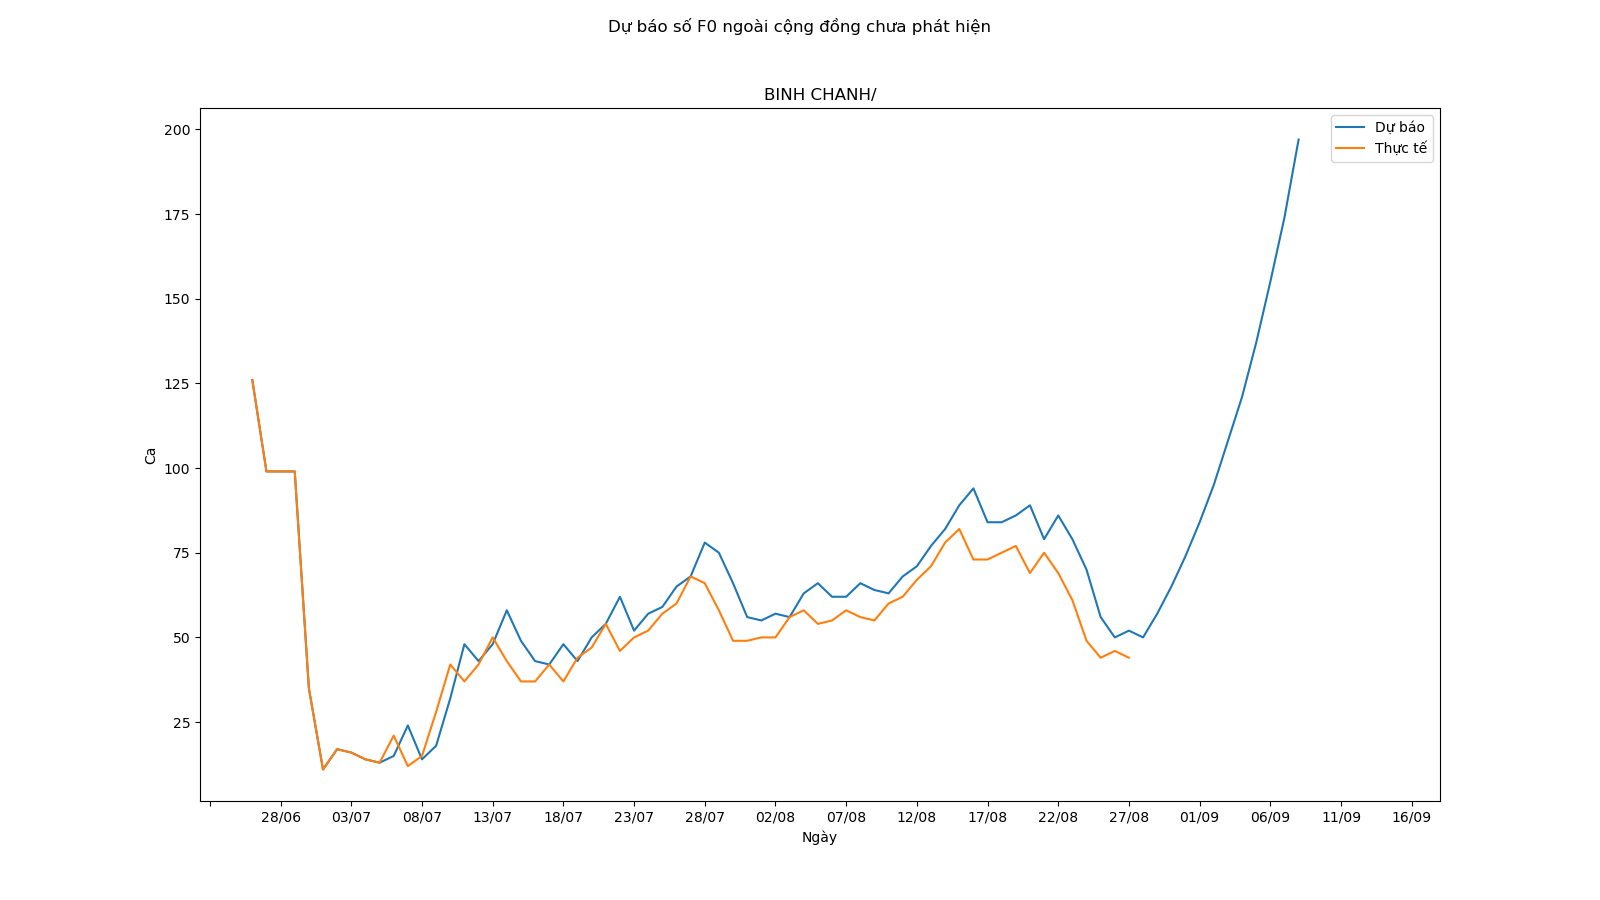 Dự báo số F0 ngoài cộng đồng chưa phát hiện
BINH CHANH/
Dự báo
Thực tế
200
175
150
125
100
75
50
25
Ca
28/06 03/07 08/07 13/07 18/07 23/07 28/07 02/08 07/08 12/08 17/08 22/08 27/08 01/09 06/09 11/09 16/09
Ngày